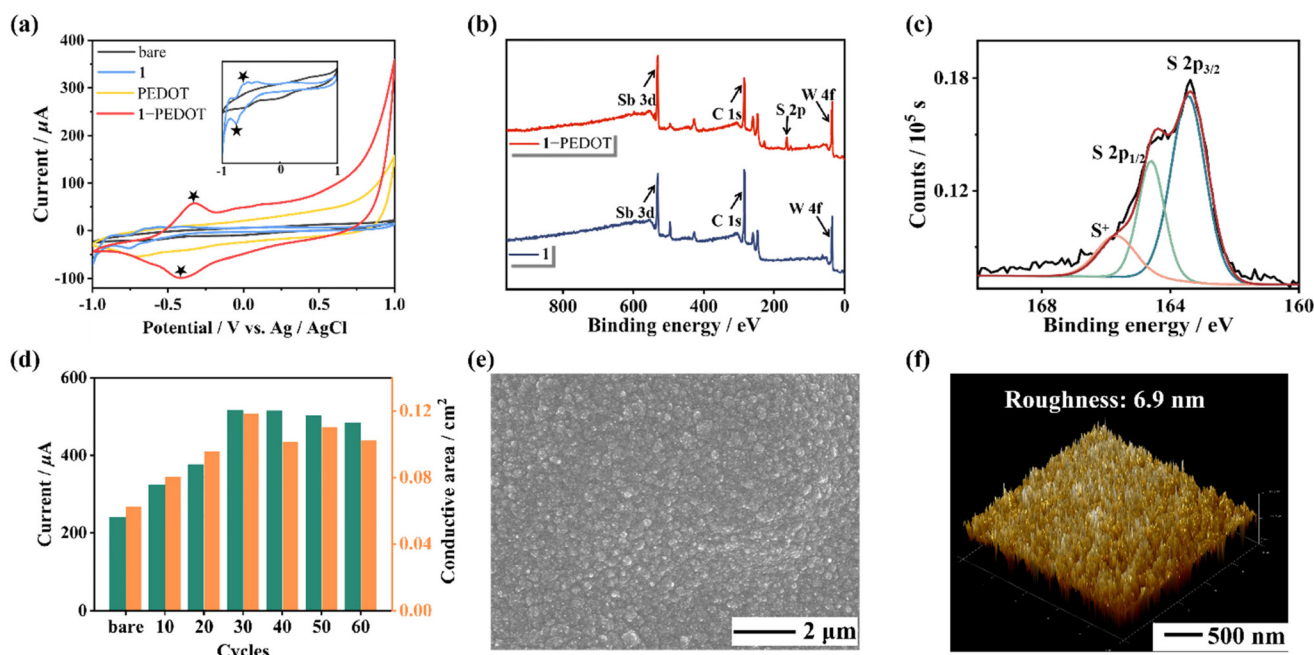 (a)
400
300
200
100
0
-100
Current / μA
bare
1
PEDOT
1-PEDOT
★
★
-1 0 1
★
★
-1.0 -0.5 0.0 0.5 1.0
Potential / V vs. Ag / AgCl
(b)
Sb 3d
C 1s
S 2p
W 4f
1-PEDOT
Sb 3d
C 1s
W 4f
1
800 600 400 200 0
Binding energy / eV
(c)
0.18
0.12
Counts / 10⁵ s
S 2p3/2
S 2p1/2
S⁺
168 164 160
Binding energy / eV
(d)
600
400
200
0
Current / μA
0.12
0.08
0.04
0.00
Conductive area / cm²
bare 10 20 30 40 50 60
Cycles
(e)
2 μm
(f)
Roughness: 6.9 nm
500 nm